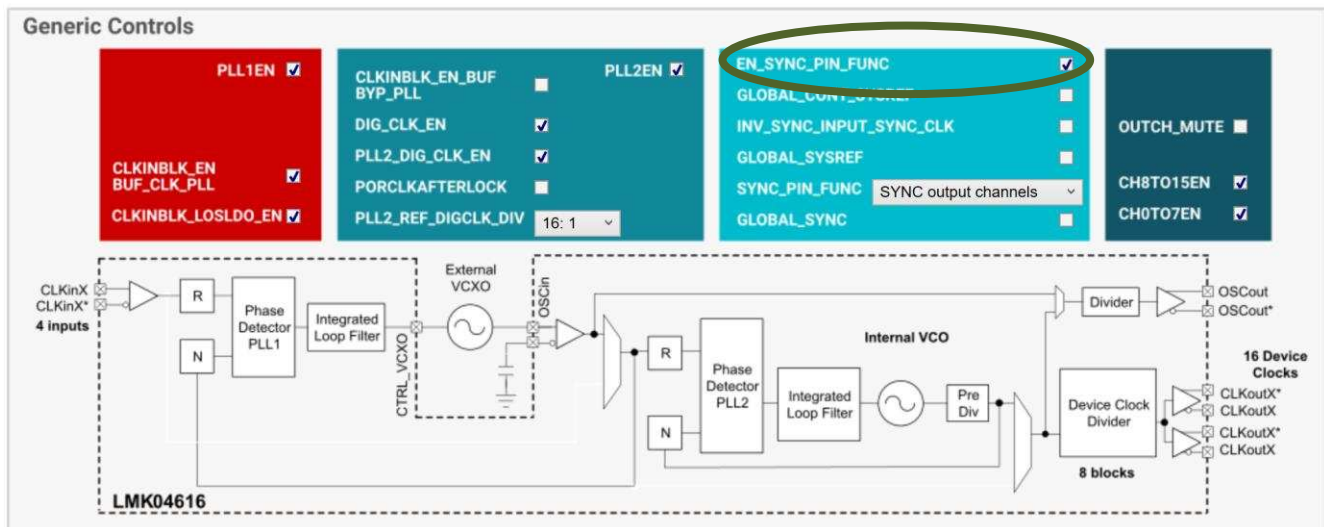 Generic Controls
PLL1EN
CLKINBLK_EN
BUF_CLK_PLL
CLKINBLK_LOSLDO_EN
CLKINBLK_EN_BUF
BYP_PLL
PLL2EN
DIG_CLK_EN
PLL2_DIG_CLK_EN
PORCLKAFTERLOCK
PLL2_REF_DIGCLK_DIV
16: 1
EN_SYNC_PIN_FUNC
GLOBAL_CONT_SYSREF
INV_SYNC_INPUT_SYNC_CLK
GLOBAL_SYSREF
SYNC_PIN_FUNC
SYNC output channels
GLOBAL_SYNC
OUTCH_MUTE
CH8TO15EN
CH0TO7EN
CLKinX
CLKinX*
4 inputs
R
N
Phase
Detector
PLL1
Integrated
Loop Filter
CTRL_VCXO
External
VCXO
OSCin
R
N
Phase
Detector
PLL2
Integrated
Loop Filter
Internal VCO
Pre
Div
Divider
OSCout
OSCout*
Device Clock
Divider
8 blocks
16 Device
Clocks
CLKoutX*
CLKoutX
CLKoutX*
CLKoutX
LMK04616